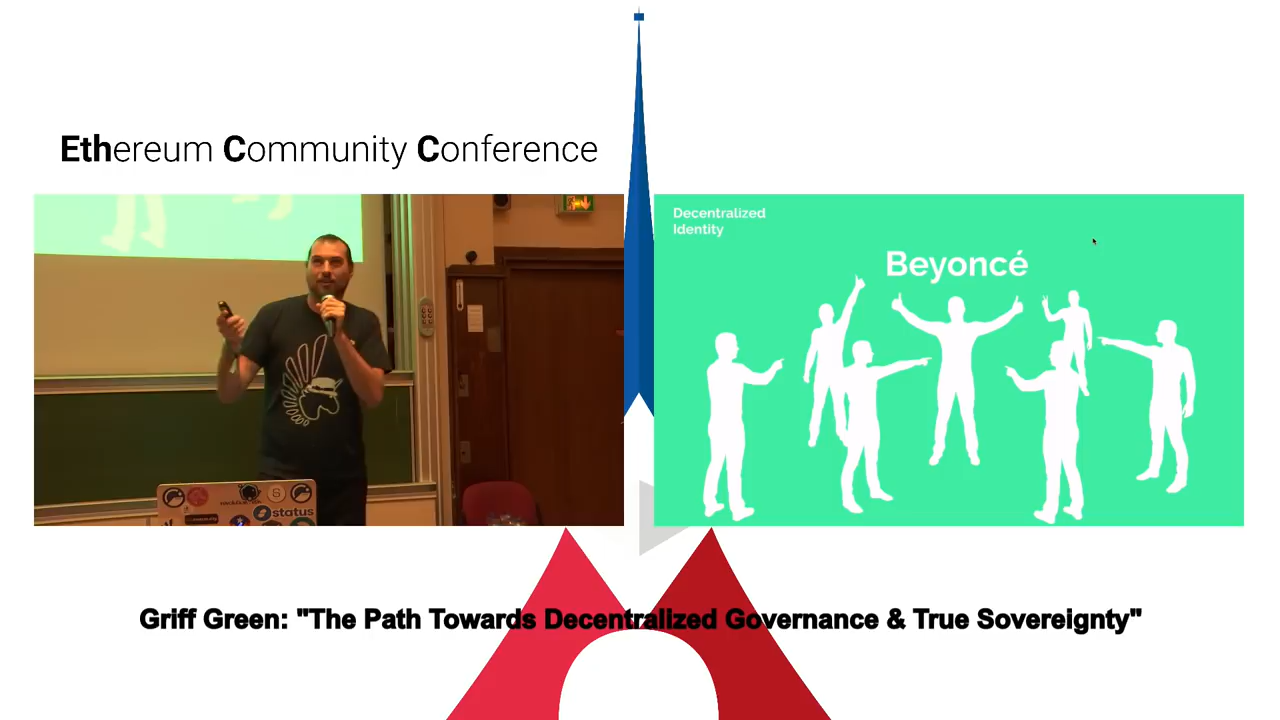 Ethereum Community Conference
Decentralized
Identity
Beyoncé
S
status
Griff Green: "The Path Towards Decentralized Governance & True Sovereignty"